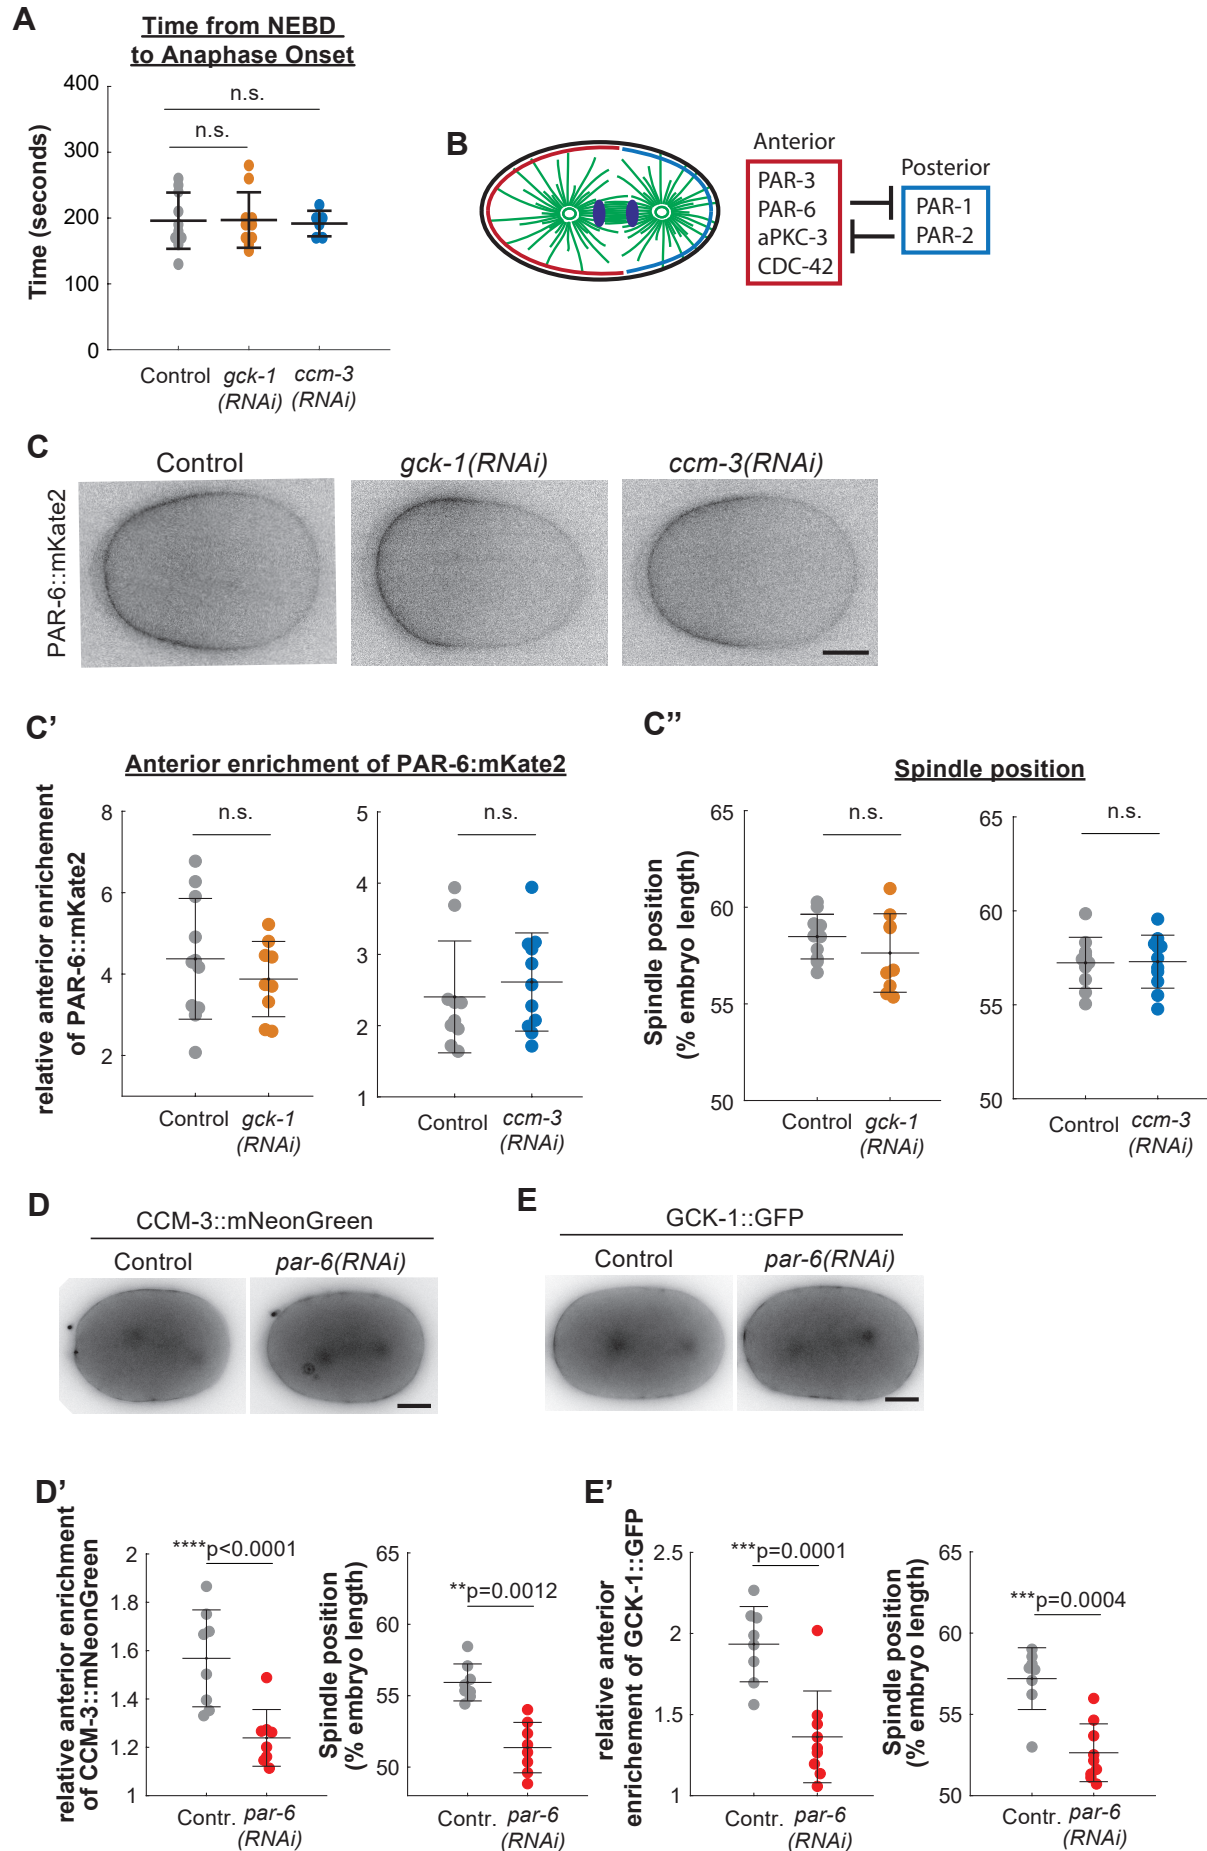 A
Time from NEBD
to Anaphase Onset
400
300
200
100
0
Time (seconds)
n.s.
n.s.
Control
gck-1
(RNAi)
ccm-3
(RNAi)
B
Anterior
PAR-3
PAR-6
aPKC-3
CDC-42
Posterior
PAR-1
PAR-2
C
Control
gck-1(RNAi)
ccm-3(RNAi)
PAR-6::mKate2
C'
Anterior enrichment of PAR-6:mKate2
relative anterior enrichement
of PAR-6::mKate2
8
6
4
2
n.s.
Control
gck-1
(RNAi)
5
4
3
2
1
n.s.
Control
ccm-3
(RNAi)
C''
Spindle position
Spindle position
(% embryo length)
65
60
55
50
n.s.
Control
gck-1
(RNAi)
65
60
55
50
n.s.
Control
ccm-3
(RNAi)
D
CCM-3::mNeonGreen
Control
par-6(RNAi)
E
GCK-1::GFP
Control
par-6(RNAi)
D'
relative anterior enrichment
of CCM-3::mNeonGreen
2
1.8
1.6
1.4
1.2
1
****p<0.0001
Contr.
par-6
(RNAi)
Spindle position
(% embryo length)
65
60
55
50
**p=0.0012
Contr.
par-6
(RNAi)
E'
relative anterior
enrichement of GCK-1::GFP
2.5
2
1.5
1
***p=0.0001
Contr.
par-6
(RNAi)
Spindle position
(% embryo length)
65
60
55
50
***p=0.0004
Contr.
par-6
(RNAi)